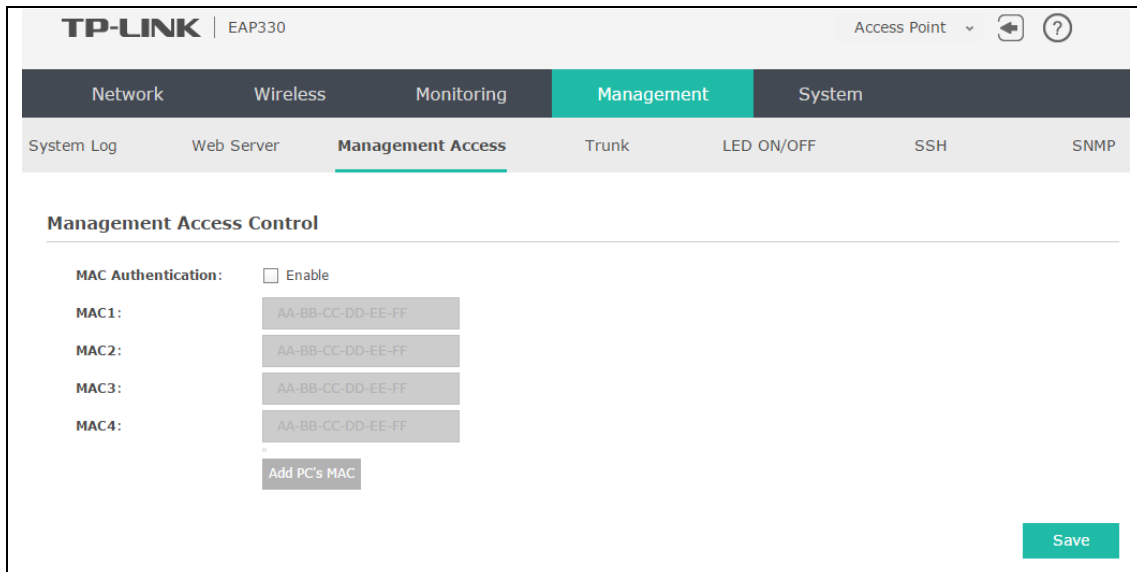 TP-LINK | EAP330 Access Point ?
Network Wireless Monitoring Management System
System Log Web Server Management Access Trunk LED ON/OFF SSH SNMP
Management Access Control
MAC Authentication: Enable
MAC1: AA-BB-CC-DD-EE-FF
MAC2: AA-BB-CC-DD-EE-FF
MAC3: AA-BB-CC-DD-EE-FF
MAC4: AA-BB-CC-DD-EE-FF
Add PC's MAC
Save